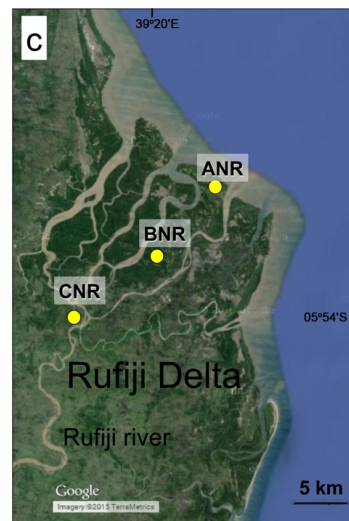 C
39°20'E
ANR
BNR
CNR
05°54'S
Rufiji Delta
Rufiji river
Google
Imagery ©2015 TerraMetrics
5 km